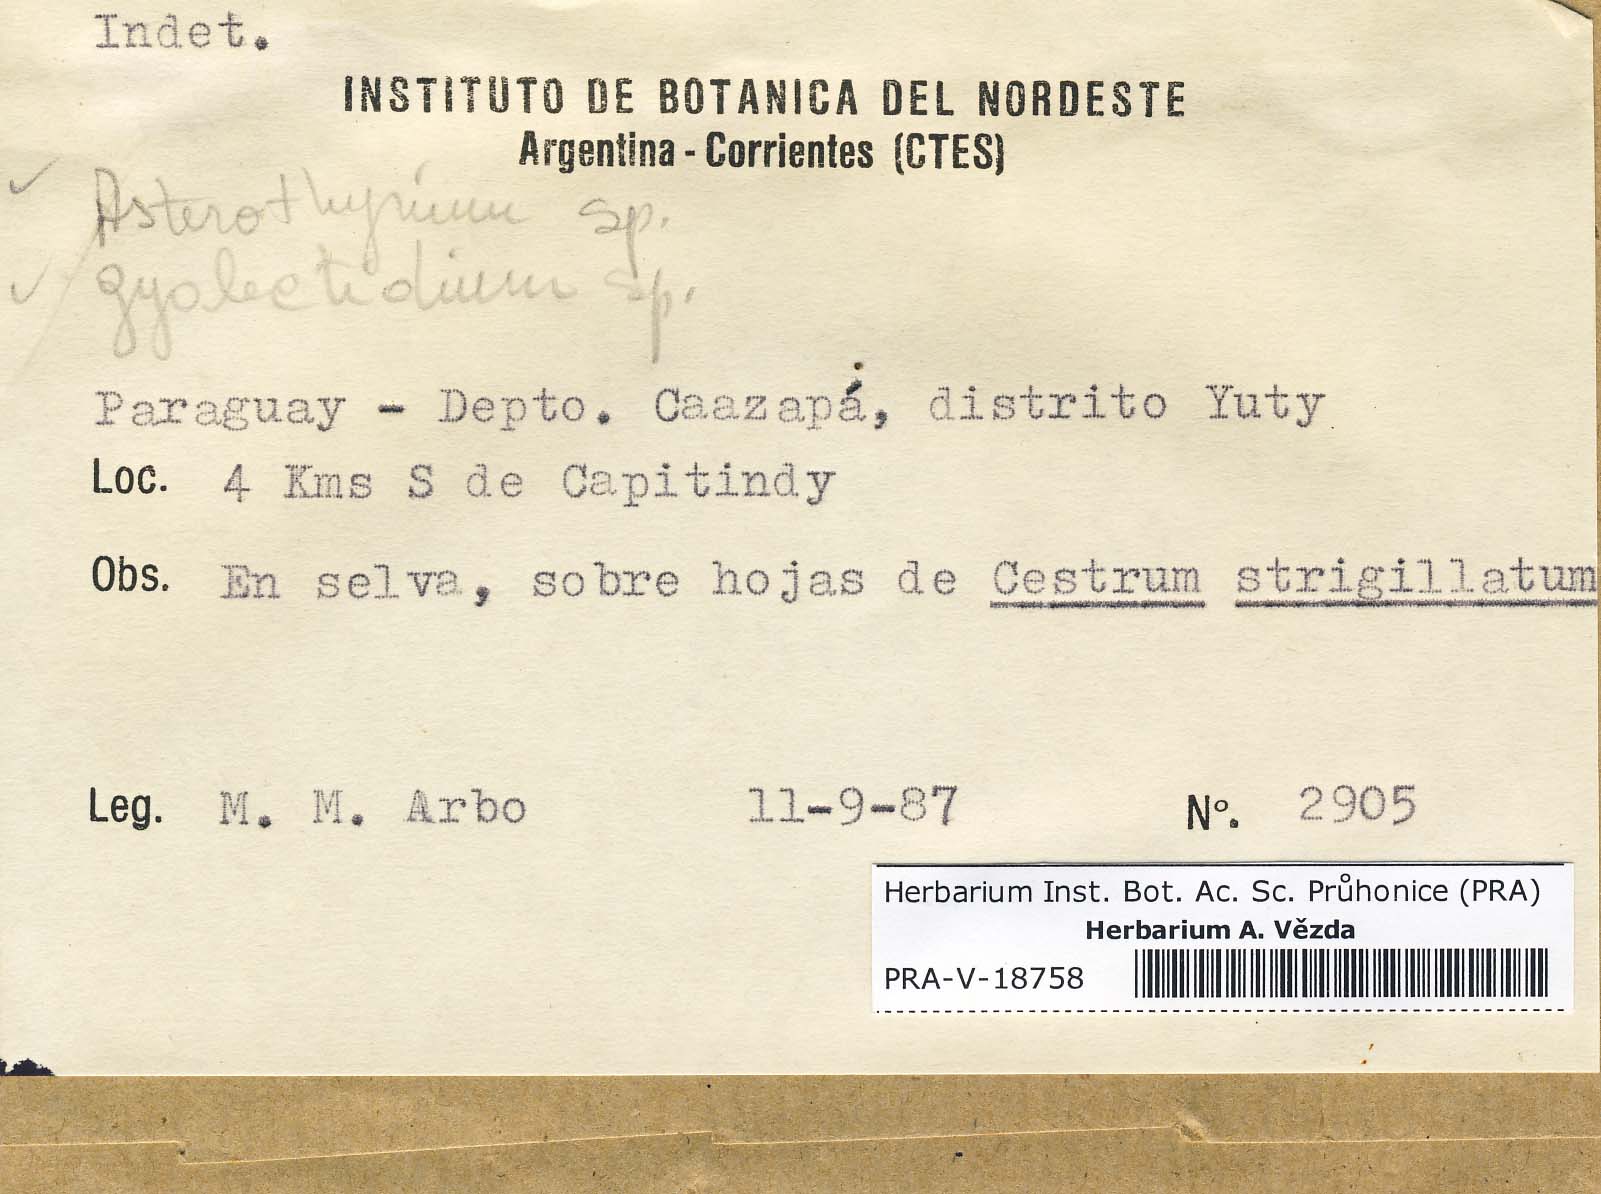 Indet.
INSTITUTO DE BOTANICA DEL NORDESTE
Argentina - Corrientes (CTES)
✓ Asterothyrium sp.
✓ gyalectidium sp.
Paraguay - Depto. Caazapá, distrito Yuty
Loc. 4 Kms S de Capitindy
Obs. En selva, sobre hojas de Cestrum strigillatum
Leg. M. M. Arbo 11-9-87 Nº. 2905
Herbarium Inst. Bot. Ac. Sc. Průhonice (PRA)
Herbarium A. Vězda
PRA-V-18758